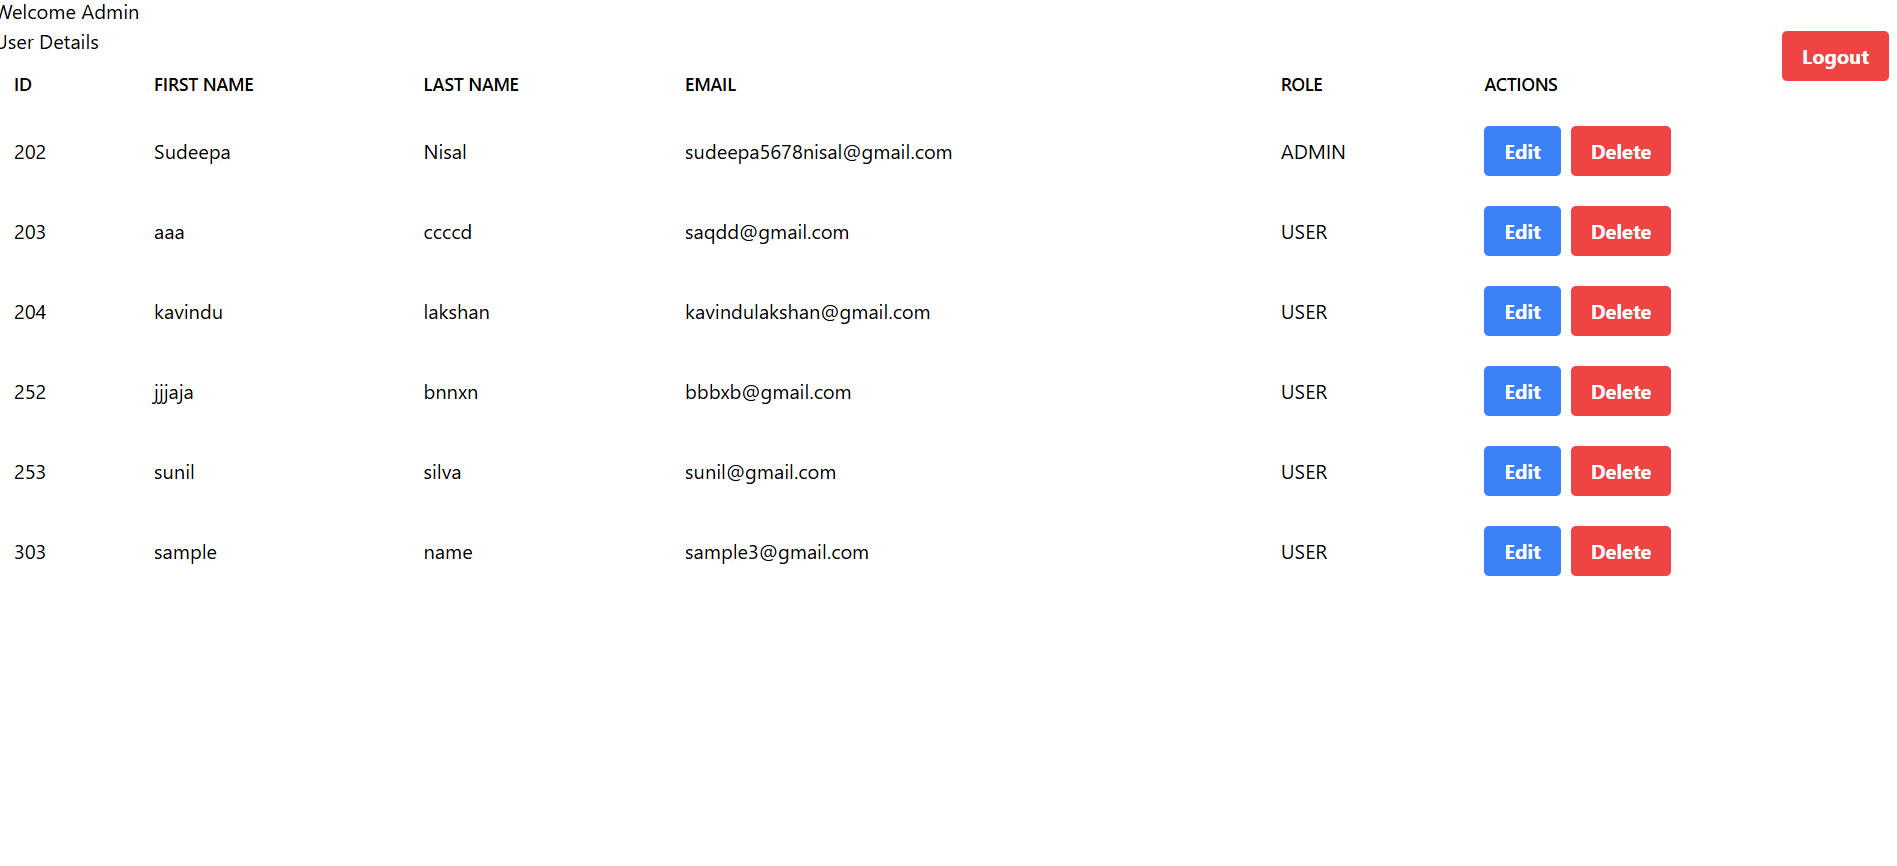 Welcome Admin
User Details
Logout
ID FIRST NAME LAST NAME EMAIL ROLE ACTIONS
202 Sudeepa Nisal sudeepa5678nisal@gmail.com ADMIN Edit Delete
203 aaa ccccd saqdd@gmail.com USER Edit Delete
204 kavindu lakshan kavindulakshan@gmail.com USER Edit Delete
252 jjjaja bnnxn bbbxb@gmail.com USER Edit Delete
253 sunil silva sunil@gmail.com USER Edit Delete
303 sample name sample3@gmail.com USER Edit Delete